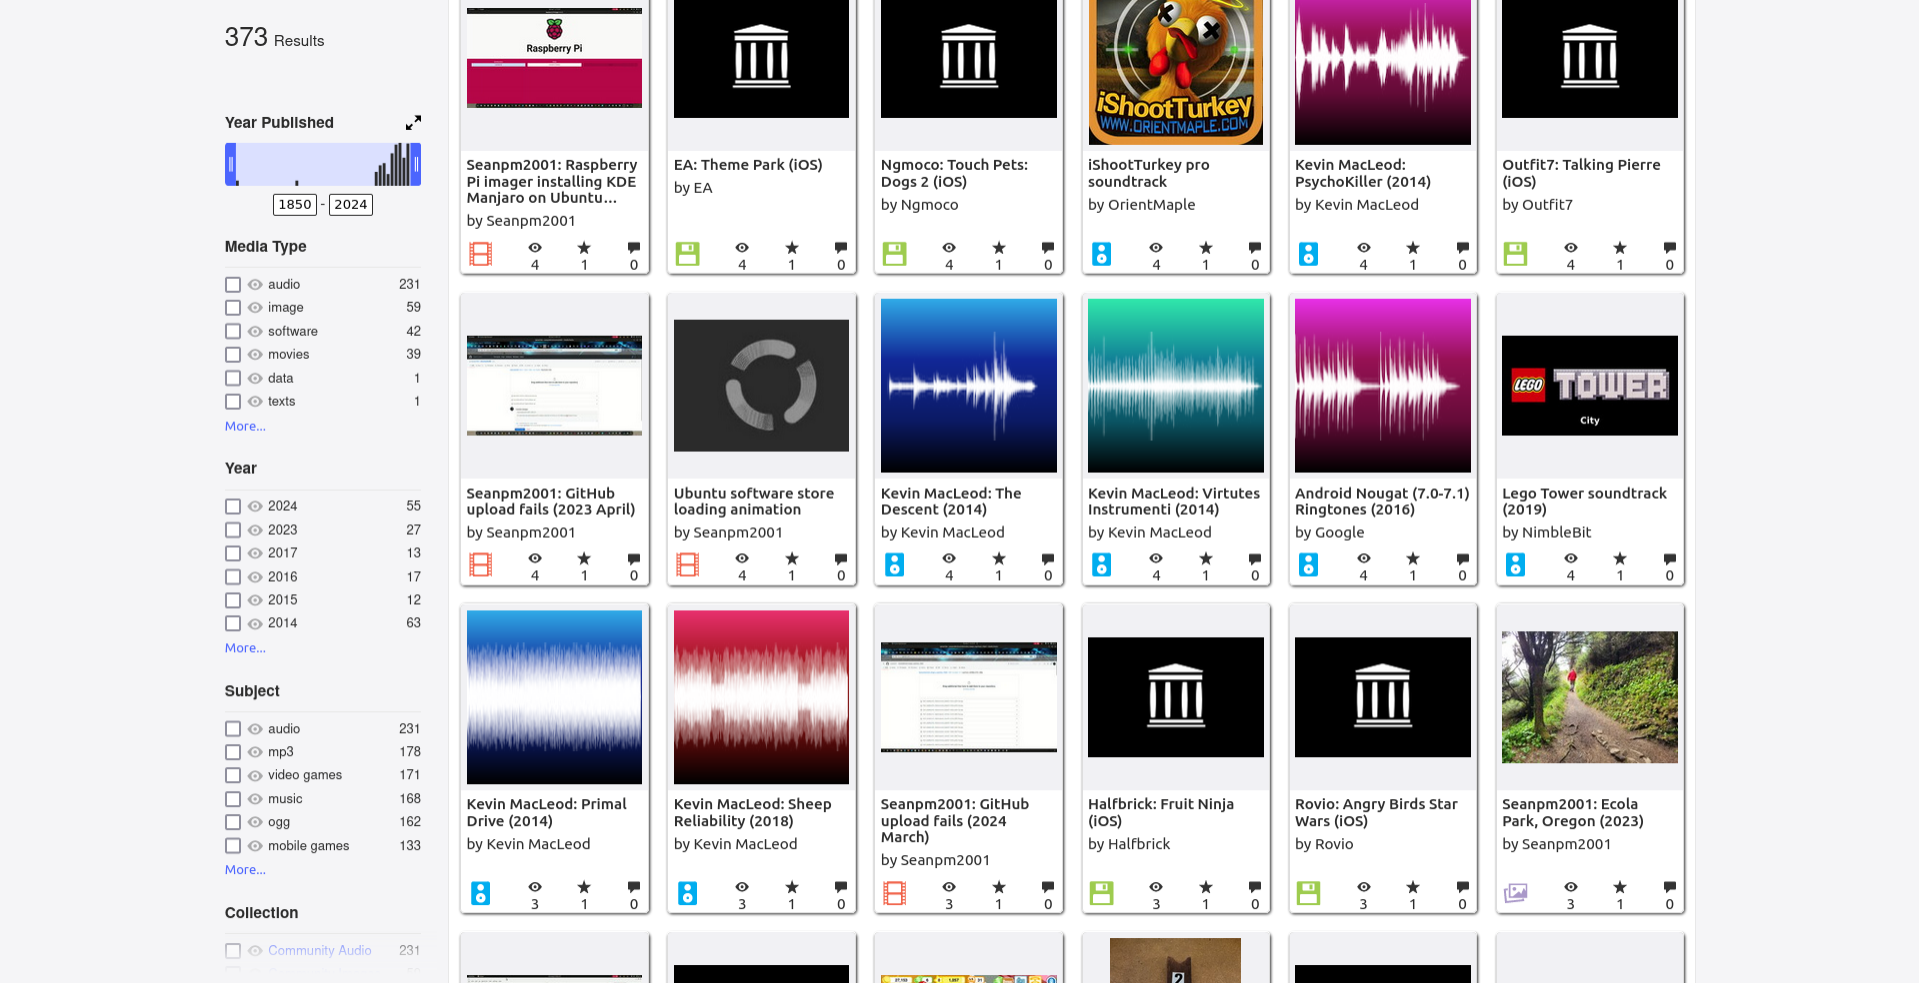 373 Results
Year Published
1850 - 2024
Media Type
audio 231
image 59
software 42
movies 39
data 1
texts 1
More...
Year
2024 55
2023 27
2017 13
2016 17
2015 12
2014 63
More...
Subject
audio 231
mp3 178
video games 171
music 168
ogg 162
mobile games 133
More...
Collection
Community Audio 231
Raspberry Pi
Seanpm2001: Raspberry
Pi imager installing KDE
Manjaro on Ubuntu...
by Seanpm2001
4 1 0
EA: Theme Park (iOS)
by EA
4 1 0
Ngmoco: Touch Pets:
Dogs 2 (iOS)
by Ngmoco
4 1 0
iShootTurkey
WWW.ORIENTMAPLE.COM
iShootTurkey pro
soundtrack
by OrientMaple
4 1 0
Kevin MacLeod:
PsychoKiller (2014)
by Kevin MacLeod
4 1 0
Outfit7: Talking Pierre
(iOS)
by Outfit7
4 1 0
Seanpm2001: GitHub
upload fails (2023 April)
by Seanpm2001
4 1 0
Ubuntu software store
loading animation
by Seanpm2001
4 1 0
Kevin MacLeod: The
Descent (2014)
by Kevin MacLeod
4 1 0
Kevin MacLeod: Virtutes
Instrumenti (2014)
by Kevin MacLeod
4 1 0
Android Nougat (7.0-7.1)
Ringtones (2016)
by Google
4 1 0
LEGO TOWER
City
Lego Tower soundtrack
(2019)
by NimbleBit
4 1 0
Kevin MacLeod: Primal
Drive (2014)
by Kevin MacLeod
3 1 0
Kevin MacLeod: Sheep
Reliability (2018)
by Kevin MacLeod
3 1 0
Seanpm2001: GitHub
upload fails (2024
March)
by Seanpm2001
3 1 0
Halfbrick: Fruit Ninja
(iOS)
by Halfbrick
3 1 0
Rovio: Angry Birds Star
Wars (iOS)
by Rovio
3 1 0
Seanpm2001: Ecola
Park, Oregon (2023)
by Seanpm2001
3 1 0
2